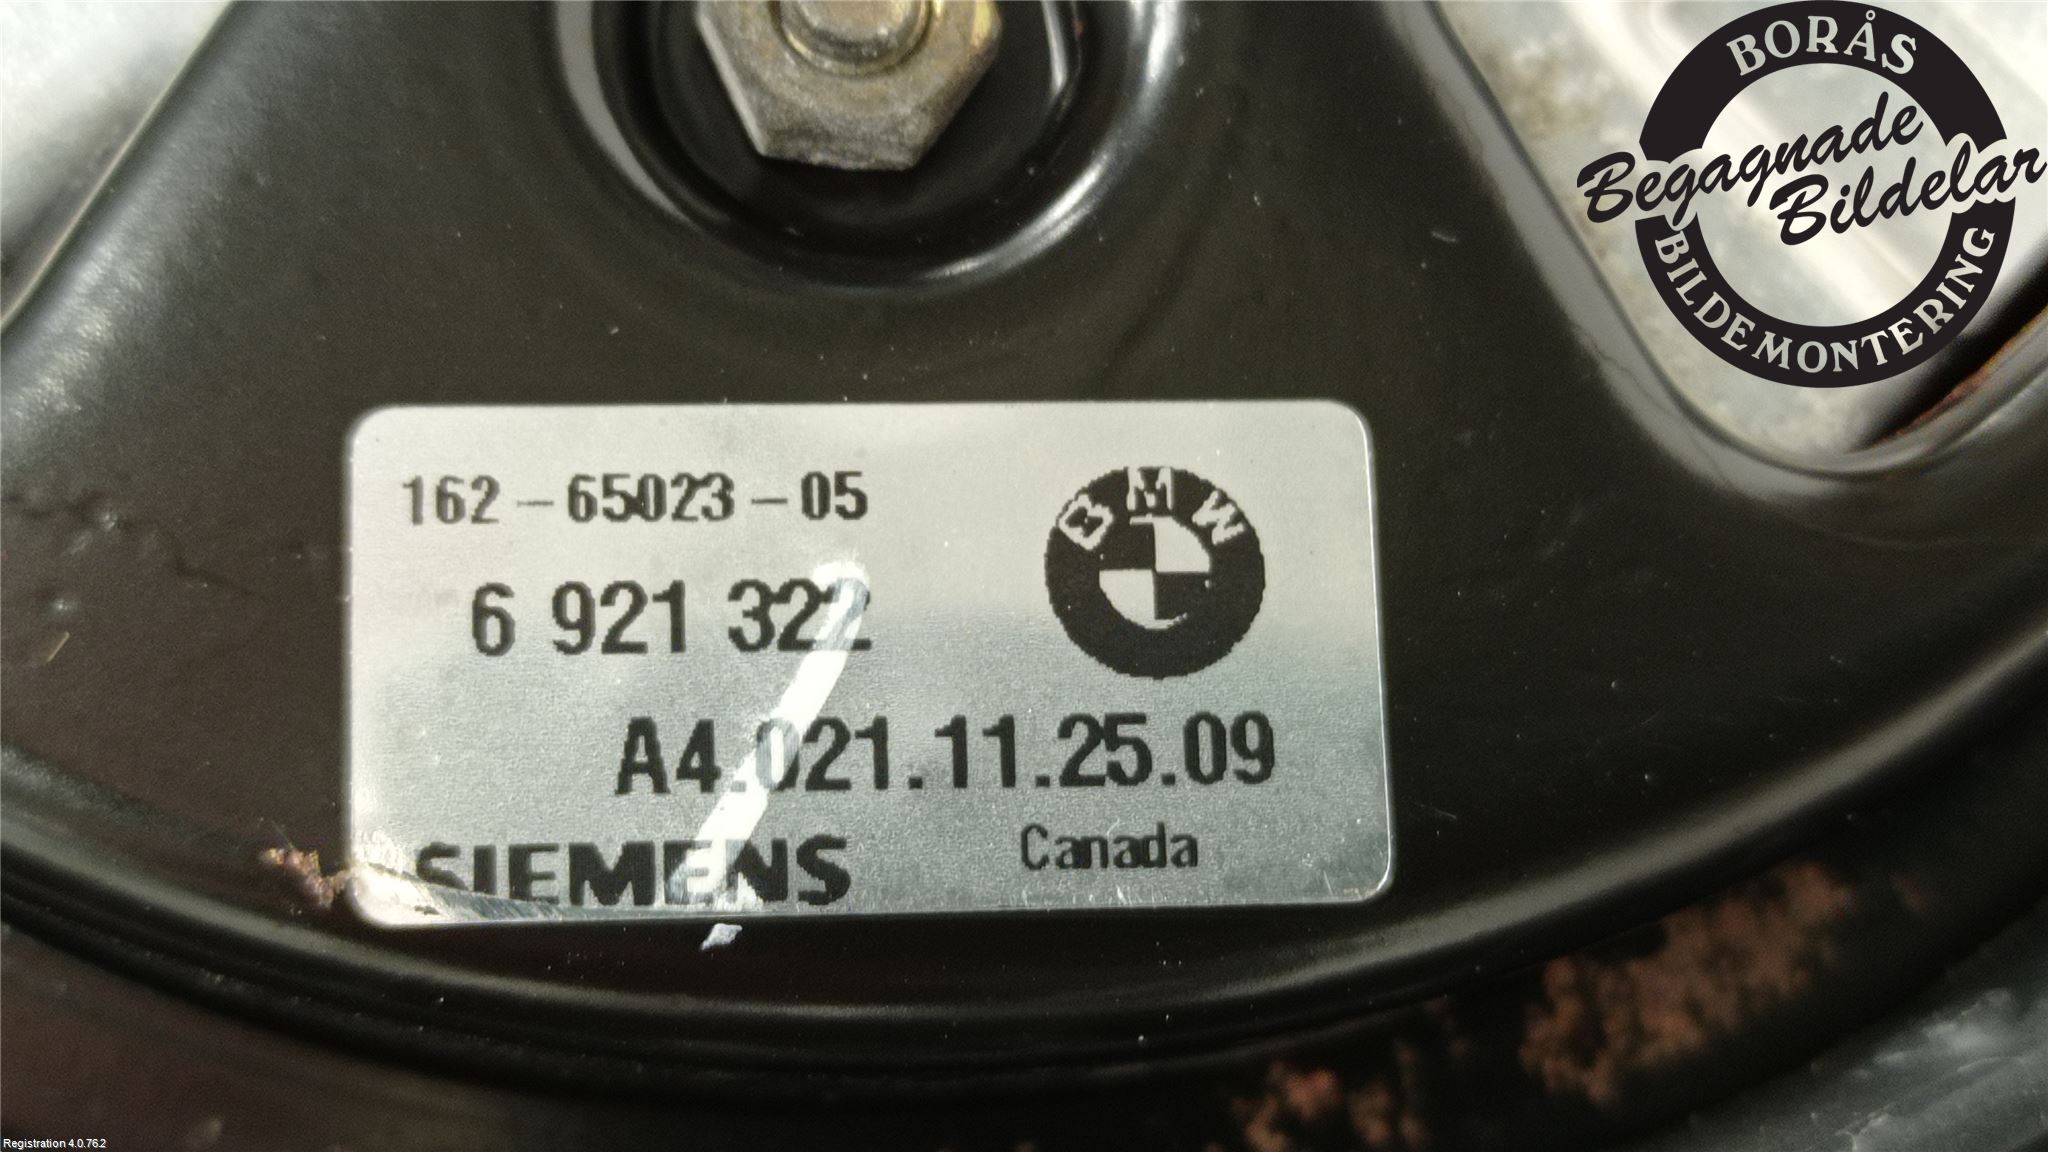 BORÅS
Begagnade
Bildelar
BILDEMONTERING
162-65023-05
BMW
6 921 322
A4.021.11.25.09
SIEMENS
Canada
Registration 4.0.76.2